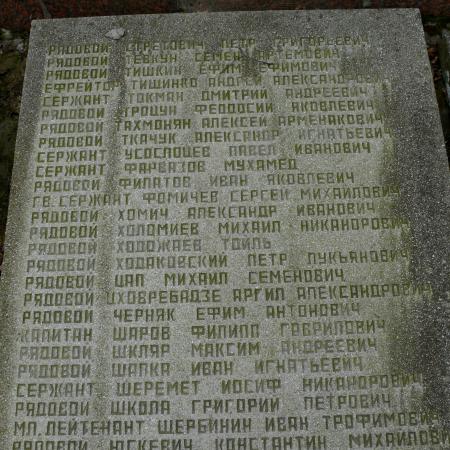 РЯДОВОЙ СТРЕТОВИЧ ПЕТР ГРИГОРЬЕВИЧ
РЯДОВОЙ ТЕВКУН СЕМЕН АРТЕМОВИЧ
РЯДОВОЙ ТИШКИН ЕФИМ ЕФИМОВИЧ
ЕФРЕЙТОР ТИШИНКО АНДРЕЙ АЛЕКСАНДРОВИЧ
СЕРЖАНТ ТОКМАН ДМИТРИЙ АНДРЕЕВИЧ
РЯДОВОЙ ТРОЦУН ФЕОДОСИЙ ЯКОВЛЕВИЧ
РЯДОВОЙ ТАХМОНЯН АЛЕКСЕЙ АРМЕНАКОВИЧ
РЯДОВОЙ ТКАЧУК АЛЕКСАНДР ИГНАТЬЕВИЧ
СЕРЖАНТ УСОСЛОЦЕВ ПАВЕЛ ИВАНОВИЧ
СЕРЖАНТ ФАРВАЗОВ МУХАМЕД
РЯДОВОЙ ФИЛАТОВ ИВАН ЯКОВЛЕВИЧ
ГВ.СЕРЖАНТ ФОМИЧЕВ СЕРГЕЙ МИХАЙЛОВИЧ
РЯДОВОЙ ХОМИЧ АЛЕКСАНДР ИВАНОВИЧ
РЯДОВОЙ ХОЛОМИЕВ МИХАИЛ НИКАНОРОВИЧ
РЯДОВОЙ ХОДОЖАЕВ ТОЙЛЬ
РЯДОВОЙ ХОДАКОВСКИЙ ПЕТР ЛУКЬЯНОВИЧ
РЯДОВОЙ ЦАП МИХАИЛ СЕМЕНОВИЧ
РЯДОВОЙ ЦХОВРЕБАДЗЕ АРГИЛ АЛЕКСАНДРОВИЧ
РЯДОВОЙ ЧЕРНЯК ЕФИМ АНТОНОВИЧ
КАПИТАН ШАРОВ ФИЛИПП ГАВРИЛОВИЧ
РЯДОВОЙ ШКЛЯР МАКСИМ АНДРЕЕВИЧ
РЯДОВОЙ ШАПКА ИВАН ИГНАТЬЕВИЧ
СЕРЖАНТ ШЕРЕМЕТ ИОСИФ НИКАНОРОВИЧ
РЯДОВОЙ ШКОЛА ГРИГОРИЙ ПЕТРОВИЧ
МЛ.ЛЕЙТЕНАНТ ЩЕРБИНИН ИВАН ТРОФИМОВИЧ
РЯДОВОЙ ЮСКЕВИЧ КОНСТАНТИН МИХАЙЛОВИЧ